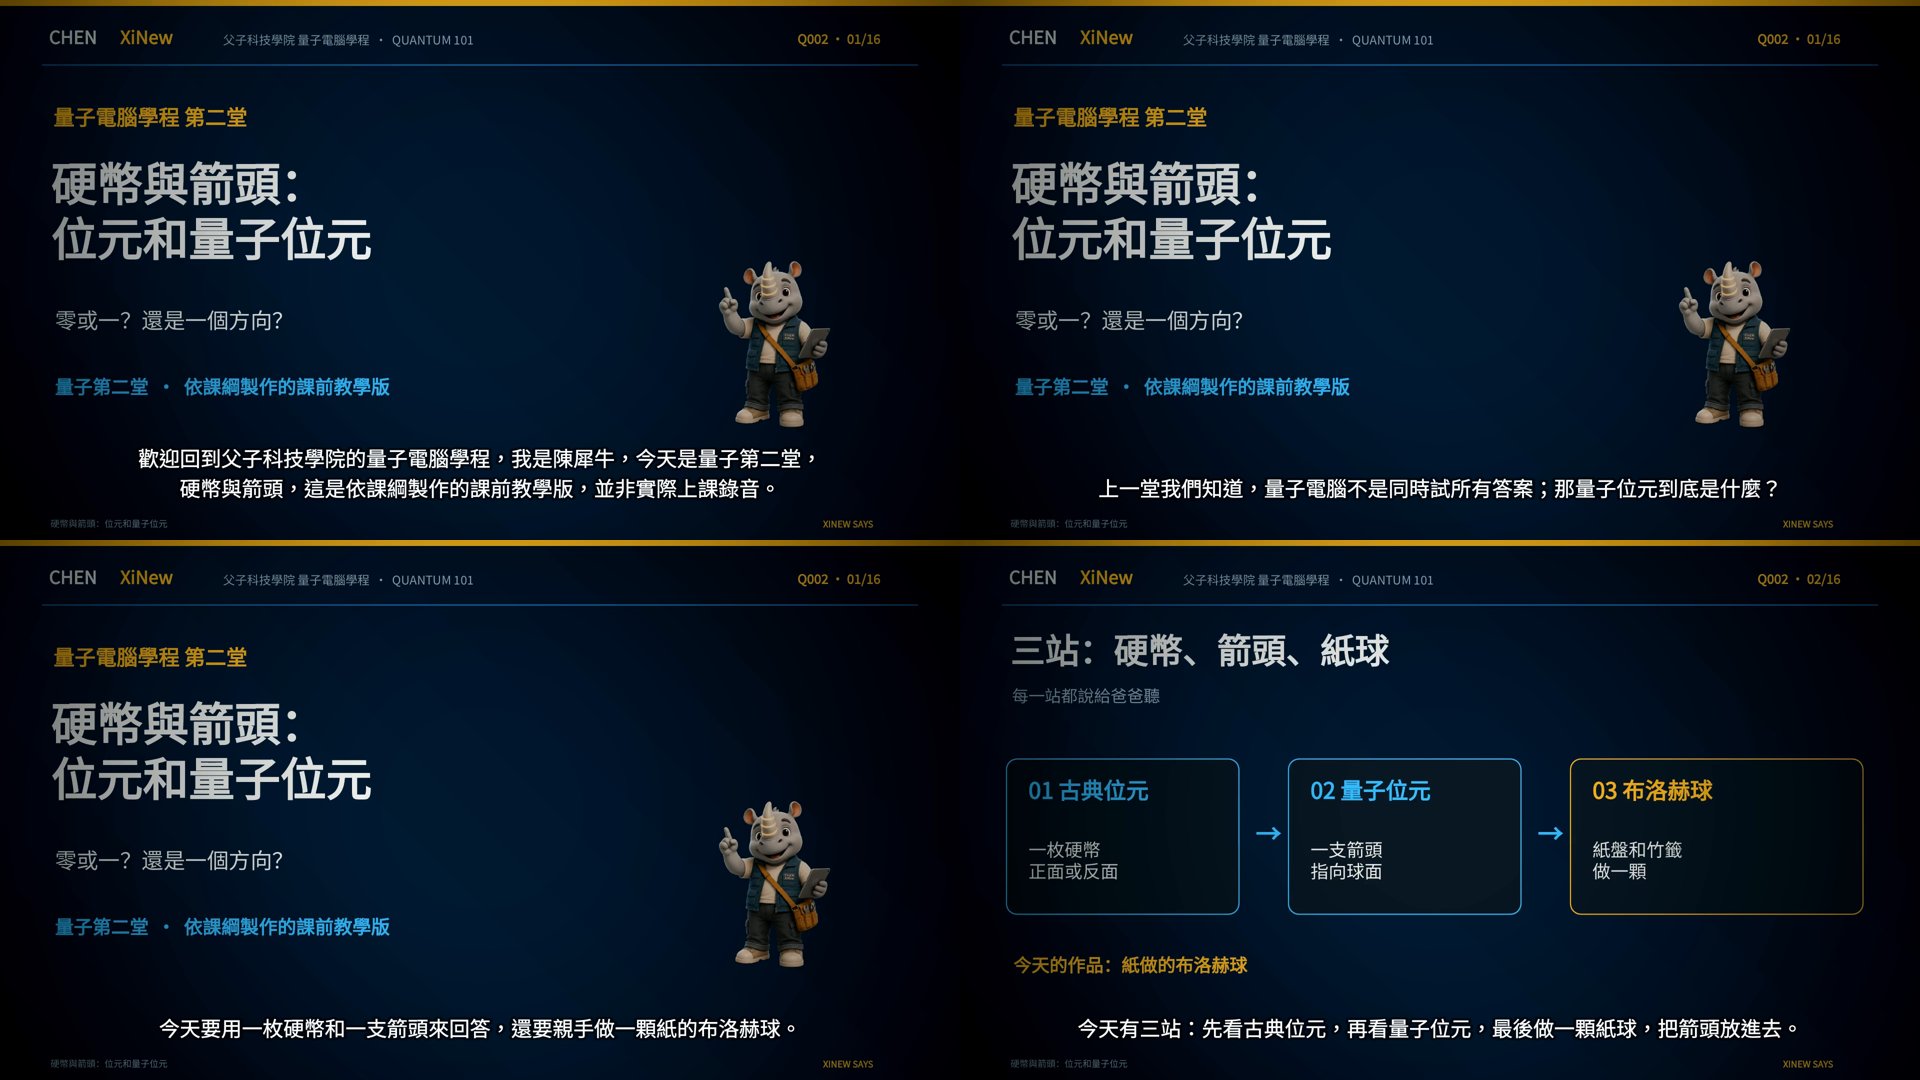 CHEN XiNew 父子科技學院 量子電腦學程 • QUANTUM 101 Q002 • 01/16
量子電腦學程 第二堂
硬幣與箭頭：
位元和量子位元
零或一？還是一個方向？
量子第二堂 • 依課綱製作的課前教學版
歡迎回到父子科技學院的量子電腦學程，我是陳犀牛，今天是量子第二堂，
硬幣與箭頭，這是依課綱製作的課前教學版，並非實際上課錄音。
硬幣與箭頭：位元和量子位元 XINEW SAYS
CHEN XiNew 父子科技學院 量子電腦學程 • QUANTUM 101 Q002 • 01/16
量子電腦學程 第二堂
硬幣與箭頭：
位元和量子位元
零或一？還是一個方向？
量子第二堂 • 依課綱製作的課前教學版
上一堂我們知道，量子電腦不是同時試所有答案；那量子位元到底是什麼？
硬幣與箭頭：位元和量子位元 XINEW SAYS
CHEN XiNew 父子科技學院 量子電腦學程 • QUANTUM 101 Q002 • 01/16
量子電腦學程 第二堂
硬幣與箭頭：
位元和量子位元
零或一？還是一個方向？
量子第二堂 • 依課綱製作的課前教學版
今天要用一枚硬幣和一支箭頭來回答，還要親手做一顆紙的布洛赫球。
硬幣與箭頭：位元和量子位元 XINEW SAYS
CHEN XiNew 父子科技學院 量子電腦學程 • QUANTUM 101 Q002 • 02/16
三站：硬幣、箭頭、紙球
每一站都說給爸爸聽
01 古典位元
一枚硬幣
正面或反面
→
02 量子位元
一支箭頭
指向球面
→
03 布洛赫球
紙盤和竹籤
做一顆
今天的作品：紙做的布洛赫球
今天有三站：先看古典位元，再看量子位元，最後做一顆紙球，把箭頭放進去。
硬幣與箭頭：位元和量子位元 XINEW SAYS